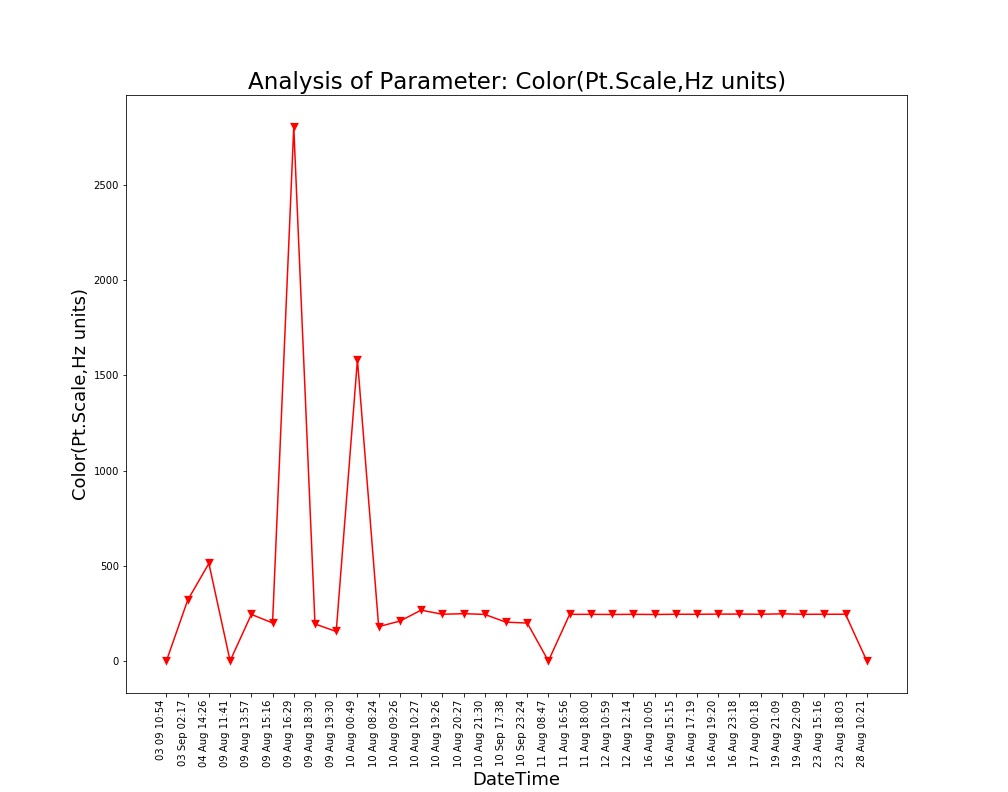 Analysis of Parameter: Color(Pt.Scale,Hz units)
Color(Pt.Scale,Hz units)
2500
2000
1500
1000
500
0
03 09 10:54
03 Sep 02:17
04 Aug 14:26
09 Aug 11:41
09 Aug 13:57
09 Aug 15:16
09 Aug 16:29
09 Aug 18:30
09 Aug 19:30
10 Aug 00:49
10 Aug 08:24
10 Aug 09:26
10 Aug 10:27
10 Aug 19:26
10 Aug 20:27
10 Aug 21:30
10 Sep 17:38
10 Sep 23:24
11 Aug 08:47
11 Aug 16:56
11 Aug 18:00
12 Aug 10:59
12 Aug 12:14
16 Aug 10:05
16 Aug 15:15
16 Aug 17:19
16 Aug 19:20
16 Aug 23:18
17 Aug 00:18
19 Aug 21:09
19 Aug 22:09
23 Aug 15:16
23 Aug 18:03
28 Aug 10:21
DateTime